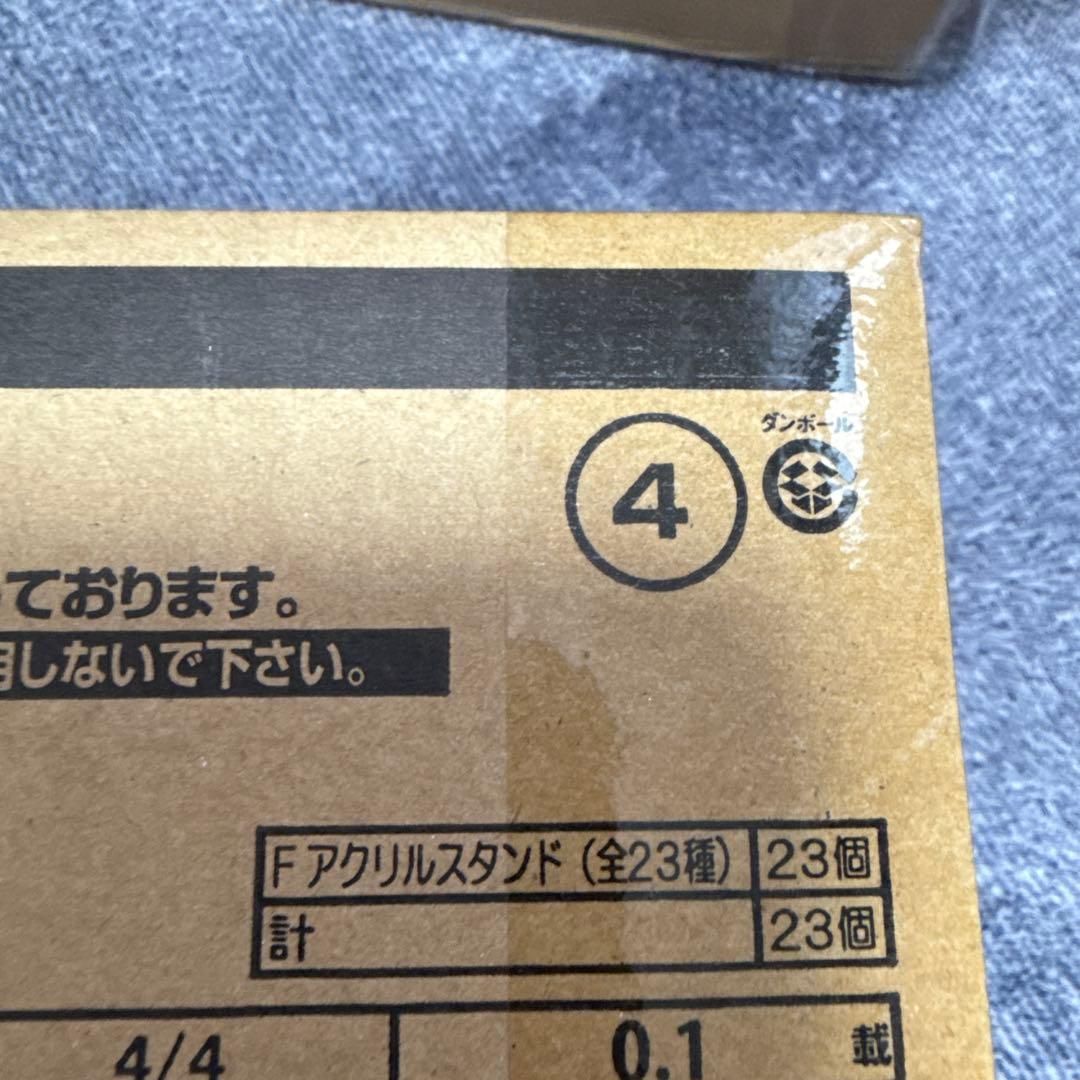 ダンボール
4
ております。
しないで下さい。
F アクリルスタンド（全23種） 23個
計 23個
4/4 0.1 載